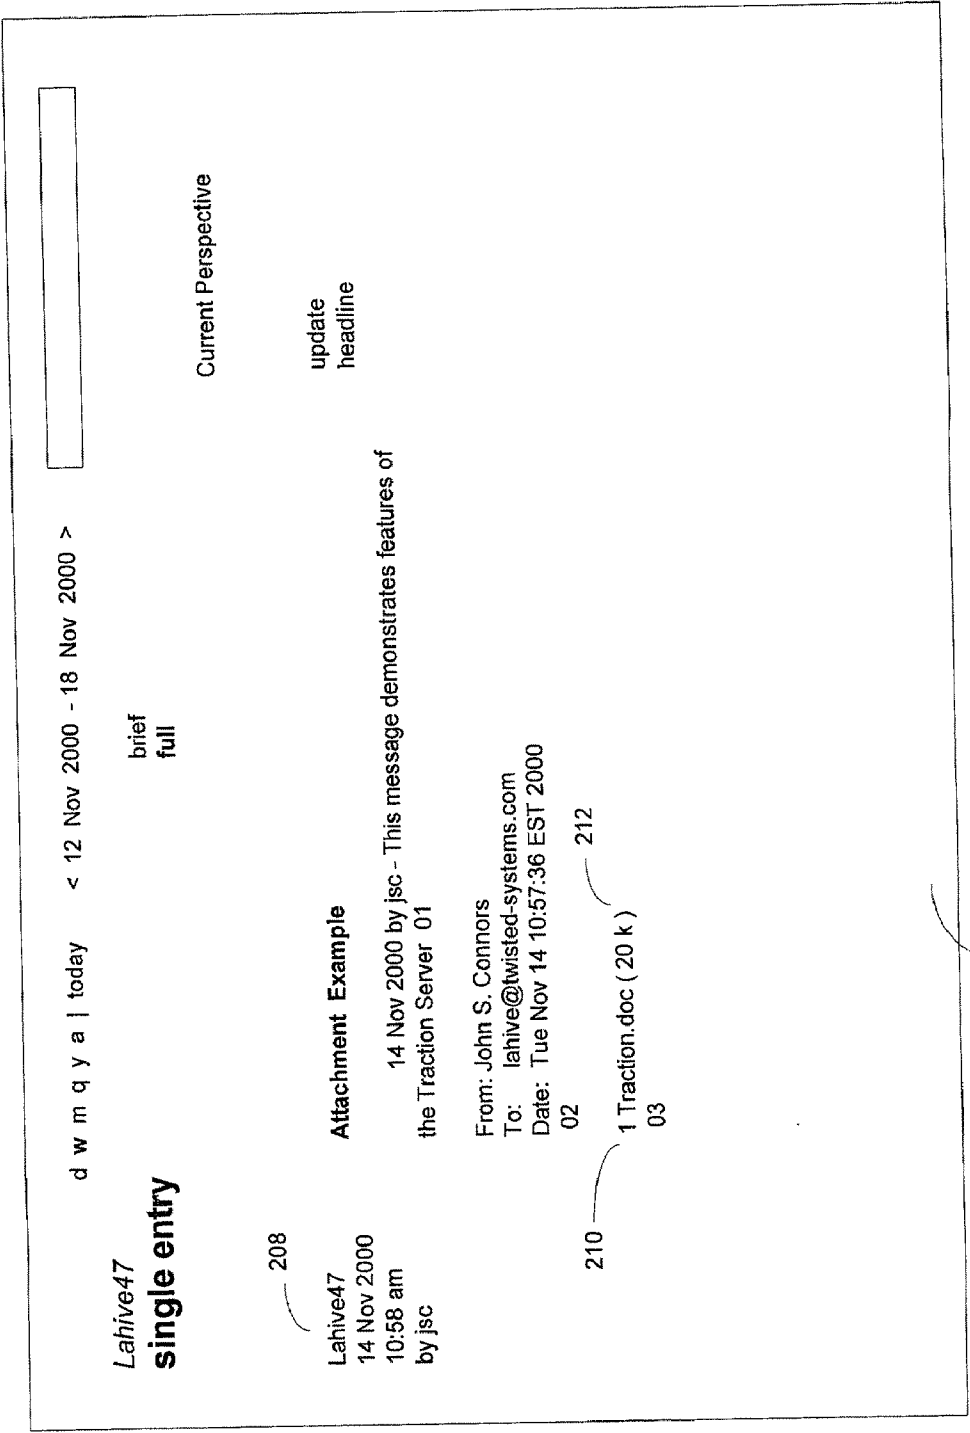 d w m q y a | today < 12 Nov 2000 - 18 Nov 2000 >
Lahive47
single entry
brief
full
Current Perspective
208
Lahive47
14 Nov 2000
10:58 am
by jsc
Attachment Example
14 Nov 2000 by jsc - This message demonstrates features of
the Traction Server 01
update
headline
From: John S. Connors
To: lahive@twisted-systems.com
Date: Tue Nov 14 10:57:36 EST 2000
02
210
212
1 Traction.doc ( 20 k )
03